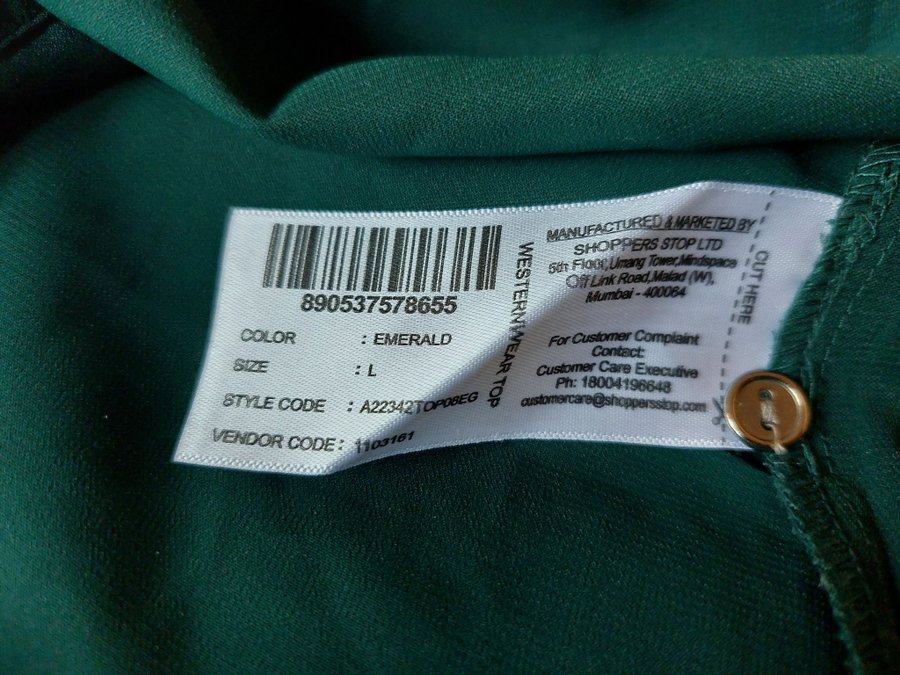 890537578655
COLOR : EMERALD
SIZE : L
STYLE CODE : A22342TOP08EG
VENDOR CODE : 1103161
WESTERNWEAR TOP
MANUFACTURED & MARKETED BY
SHOPPERS STOP LTD
5th Floor,Umang Tower,Mindspace
Off Link Road,Malad (W),
Mumbai - 400064
For Customer Complaint
Contact:
Customer Care Executive
Ph: 18004196648
customercare@shoppersstop.com
CUT HERE